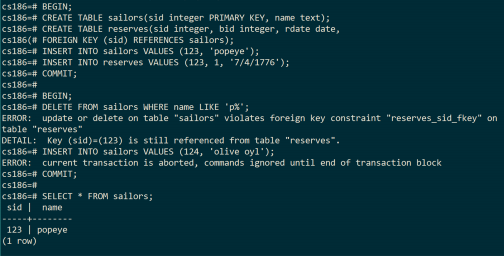 cs186=# BEGIN;
cs186=# CREATE TABLE sailors(sid integer PRIMARY KEY, name text);
cs186=# CREATE TABLE reserves(sid integer, bid integer, rdate date,
cs186(# FOREIGN KEY (sid) REFERENCES sailors);
cs186=# INSERT INTO sailors VALUES (123, 'popeye');
cs186=# INSERT INTO reserves VALUES (123, 1, '7/4/1776');
cs186=# COMMIT;
cs186=#
cs186=# BEGIN;
cs186=# DELETE FROM sailors WHERE name LIKE 'p%';
ERROR:  update or delete on table "sailors" violates foreign key constraint "reserves_sid_fkey" on
table "reserves"
DETAIL:  Key (sid)=(123) is still referenced from table "reserves".
cs186=# INSERT INTO sailors VALUES (124, 'olive oyl');
ERROR:  current transaction is aborted, commands ignored until end of transaction block
cs186=# COMMIT;
cs186=#
cs186=# SELECT * FROM sailors;
 sid |  name
-----+--------
 123 | popeye
(1 row)